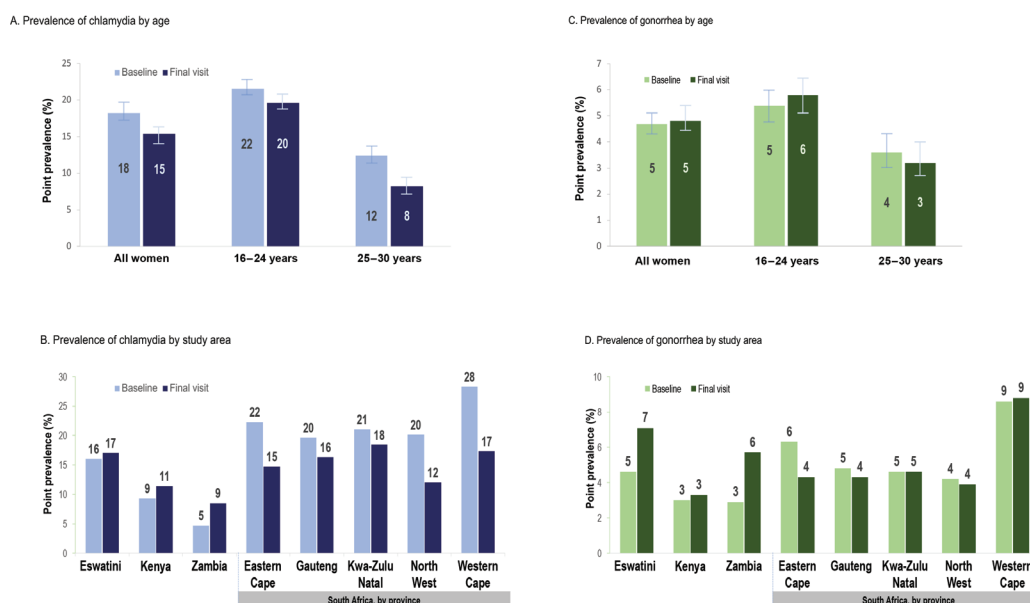 A. Prevalence of chlamydia by age
Point prevalence (%)
25
20
15
10
5
0
Baseline Final visit
18 15
22 20
12 8
All women 16–24 years 25–30 years
C. Prevalence of gonorrhea by age
Point prevalence (%)
7
6
5
4
3
2
1
0
Baseline Final visit
5 5
5 6
4 3
All women 16–24 years 25–30 years
B. Prevalence of chlamydia by study area
Point prevalence (%)
30
25
20
15
10
5
0
Baseline Final visit
16 17
9 11
5 9
22 15
20 16
21 18
20 12
28 17
Eswatini Kenya Zambia Eastern Cape Gauteng Kwa-Zulu Natal North West Western Cape
South Africa, by province
D. Prevalence of gonorrhea by study area
Point prevalence (%)
10
8
6
4
2
0
Baseline Final visit
5 7
3 3
3 6
6 4
5 4
5 5
4 4
9 9
Eswatini Kenya Zambia Eastern Cape Gauteng Kwa-Zulu Natal North West Western Cape
South Africa, by province